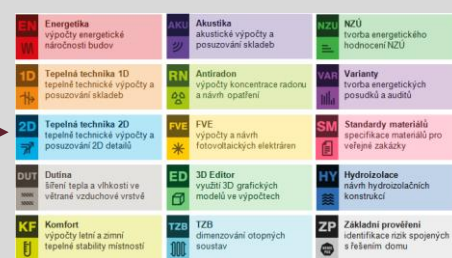 EN Energetika
výpočty energetické
náročnosti budov
AKU Akustika
akustické výpočty a
posuzování skladeb
NZU NZÚ
tvorba energetického
hodnocení NZÚ
1D Tepelná technika 1D
tepelně technické výpočty a
posuzování skladeb
RN Antiradon
výpočty koncentrace radonu
a návrh opatření
VAR Varianty
tvorba energetických
posudků a auditů
2D Tepelná technika 2D
tepelně technické výpočty a
posuzování 2D detailů
FVE FVE
výpočty a návrh
fotovoltaických elektráren
SM Standardy materiálů
specifikace materiálů pro
veřejné zakázky
DUT Dutina
šíření tepla a vlhkosti ve
větrané vzduchové vrstvě
ED 3D Editor
využití 3D grafických
modelů ve výpočtech
HY Hydroizolace
návrh hydroizolačních
konstrukcí
KF Komfort
výpočty letní a zimní
tepelné stability místností
TZB TZB
dimenzování otopných
soustav
ZP Základní prověření
identifikace rizik spojených
s řešením domu